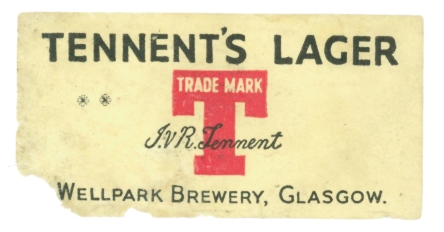 TENNENT'S LAGER
TRADE MARK
T
J.V.R. Tennent
WELLPARK BREWERY, GLASGOW.